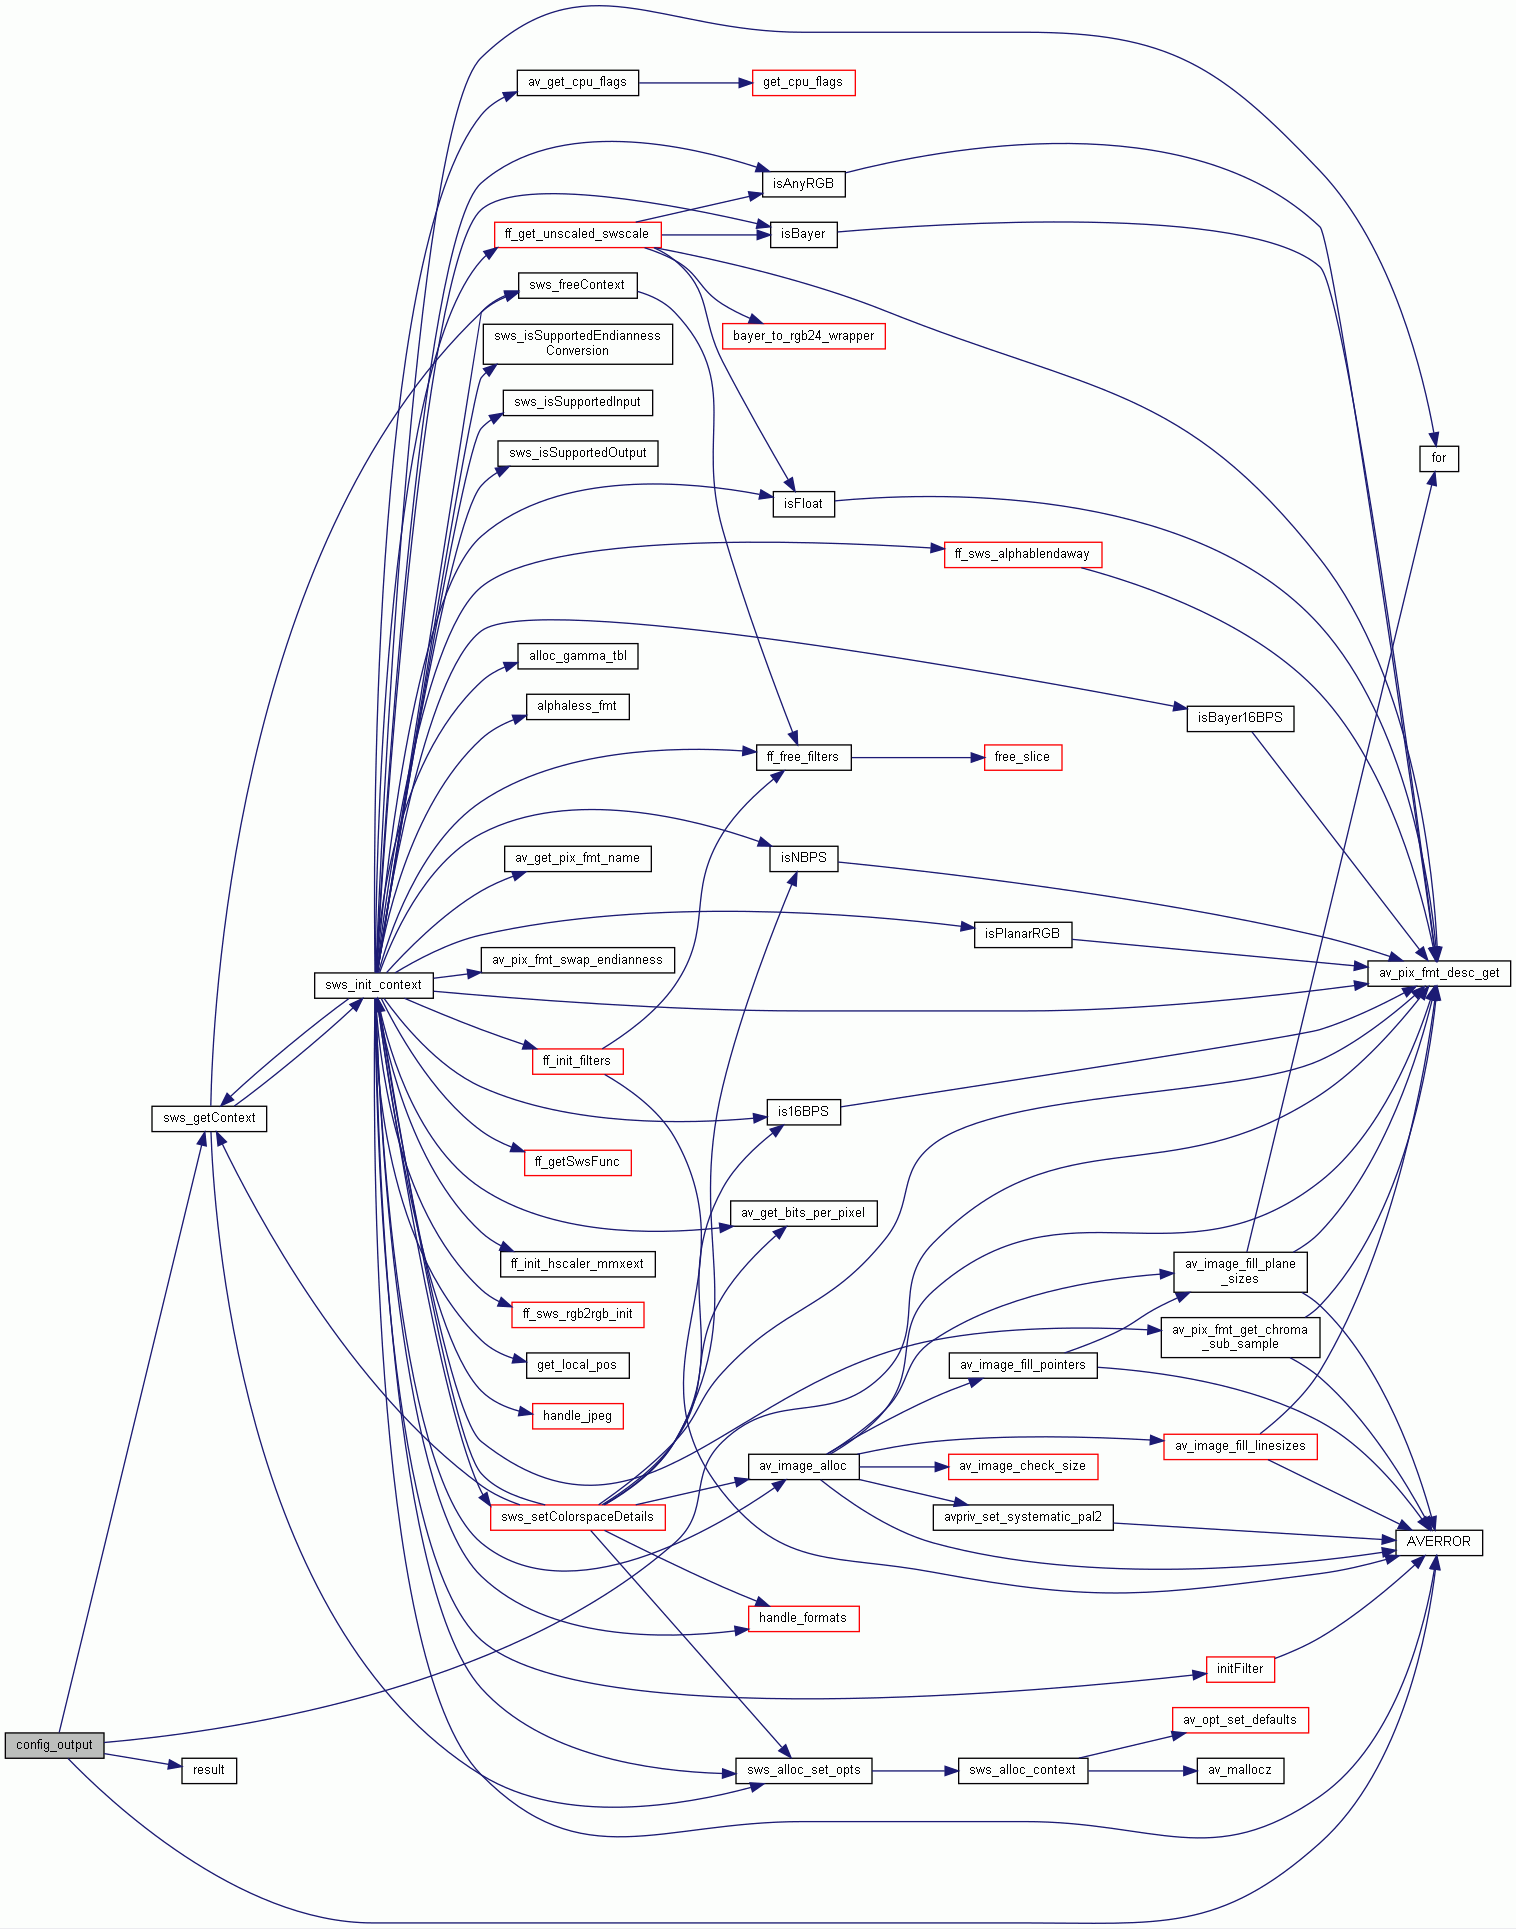 av_get_cpu_flags
get_cpu_flags
isAnyRGB
ff_get_unscaled_swscale
isBayer
sws_freeContext
bayer_to_rgb24_wrapper
sws_isSupportedEndianness
Conversion
sws_isSupportedInput
sws_isSupportedOutput
for
isFloat
ff_sws_alphablendaway
alloc_gamma_tbl
alphaless_fmt
isBayer16BPS
ff_free_filters
free_slice
av_get_pix_fmt_name
isNBPS
isPlanarRGB
av_pix_fmt_swap_endianness
av_pix_fmt_desc_get
sws_init_context
ff_init_filters
sws_getContext
is16BPS
ff_getSwsFunc
av_get_bits_per_pixel
ff_init_hscaler_mmxext
av_image_fill_plane
_sizes
ff_sws_rgb2rgb_init
av_pix_fmt_get_chroma
_sub_sample
get_local_pos
av_image_fill_pointers
handle_jpeg
av_image_alloc
av_image_check_size
av_image_fill_linesizes
sws_setColorspaceDetails
avpriv_set_systematic_pal2
AVERROR
handle_formats
initFilter
av_opt_set_defaults
config_output
result
sws_alloc_set_opts
sws_alloc_context
av_mallocz